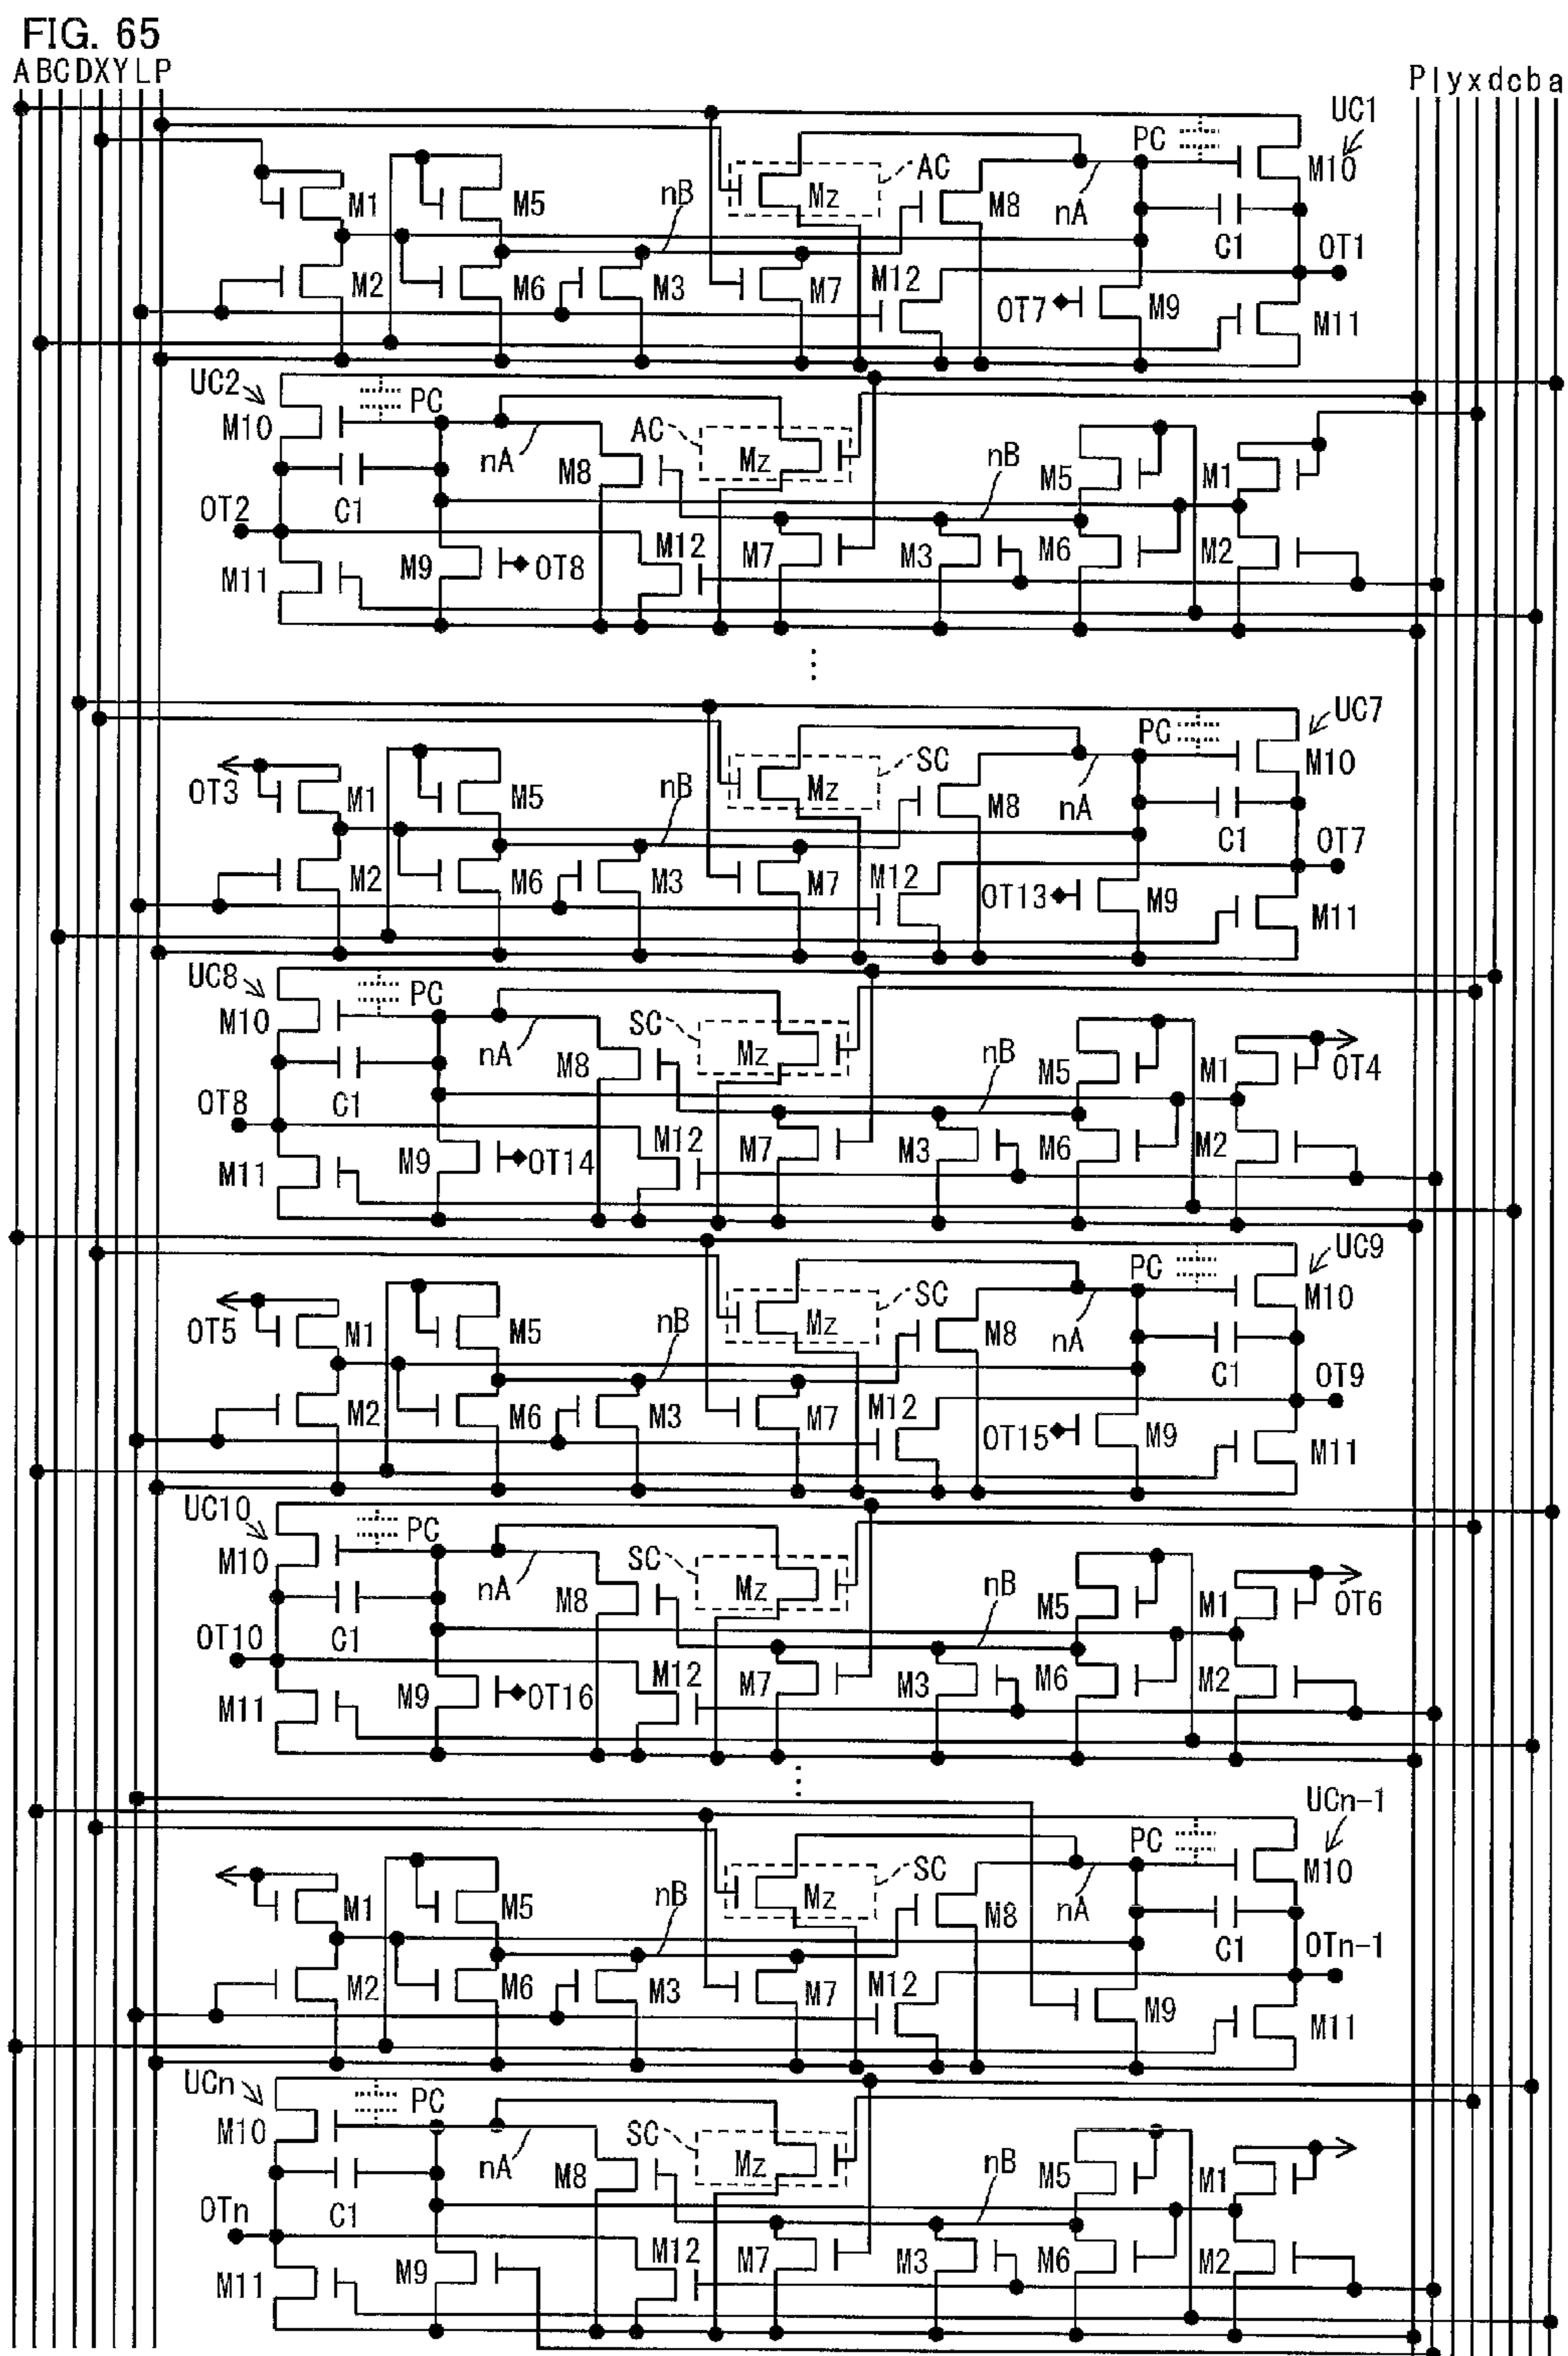 FIG. 65
A B C D X Y L P
P l y x d c b a
UC1
PC
M10
AC
Mz
M1
M5
nB
M8
nA
C1
OT1
M2
M6
M3
M7
M12
OT7
M9
M11
UC2
PC
M10
AC
Mz
nA
M8
nB
M5
M1
OT2
C1
M12
M7
M3
M6
M2
M11
M9
OT8
⋮
UC7
PC
M10
SC
Mz
OT3
M1
M5
nB
M8
nA
C1
OT7
M2
M6
M3
M7
M12
OT13
M9
M11
UC8
PC
M10
SC
Mz
nA
M8
nB
M5
M1
OT4
OT8
C1
M12
M7
M3
M6
M2
M11
M9
OT14
UC9
PC
M10
SC
Mz
OT5
M1
M5
nB
M8
nA
C1
OT9
M2
M6
M3
M7
M12
OT15
M9
M11
UC10
PC
M10
SC
Mz
nA
M8
nB
M5
M1
OT6
OT10
C1
M12
M7
M3
M6
M2
M11
M9
OT16
⋮
UCn-1
PC
M10
SC
Mz
M1
M5
nB
M8
nA
C1
OTn-1
M2
M6
M3
M7
M12
M9
M11
UCn
PC
M10
SC
Mz
nA
M8
nB
M5
M1
OTn
C1
M12
M7
M3
M6
M2
M11
M9